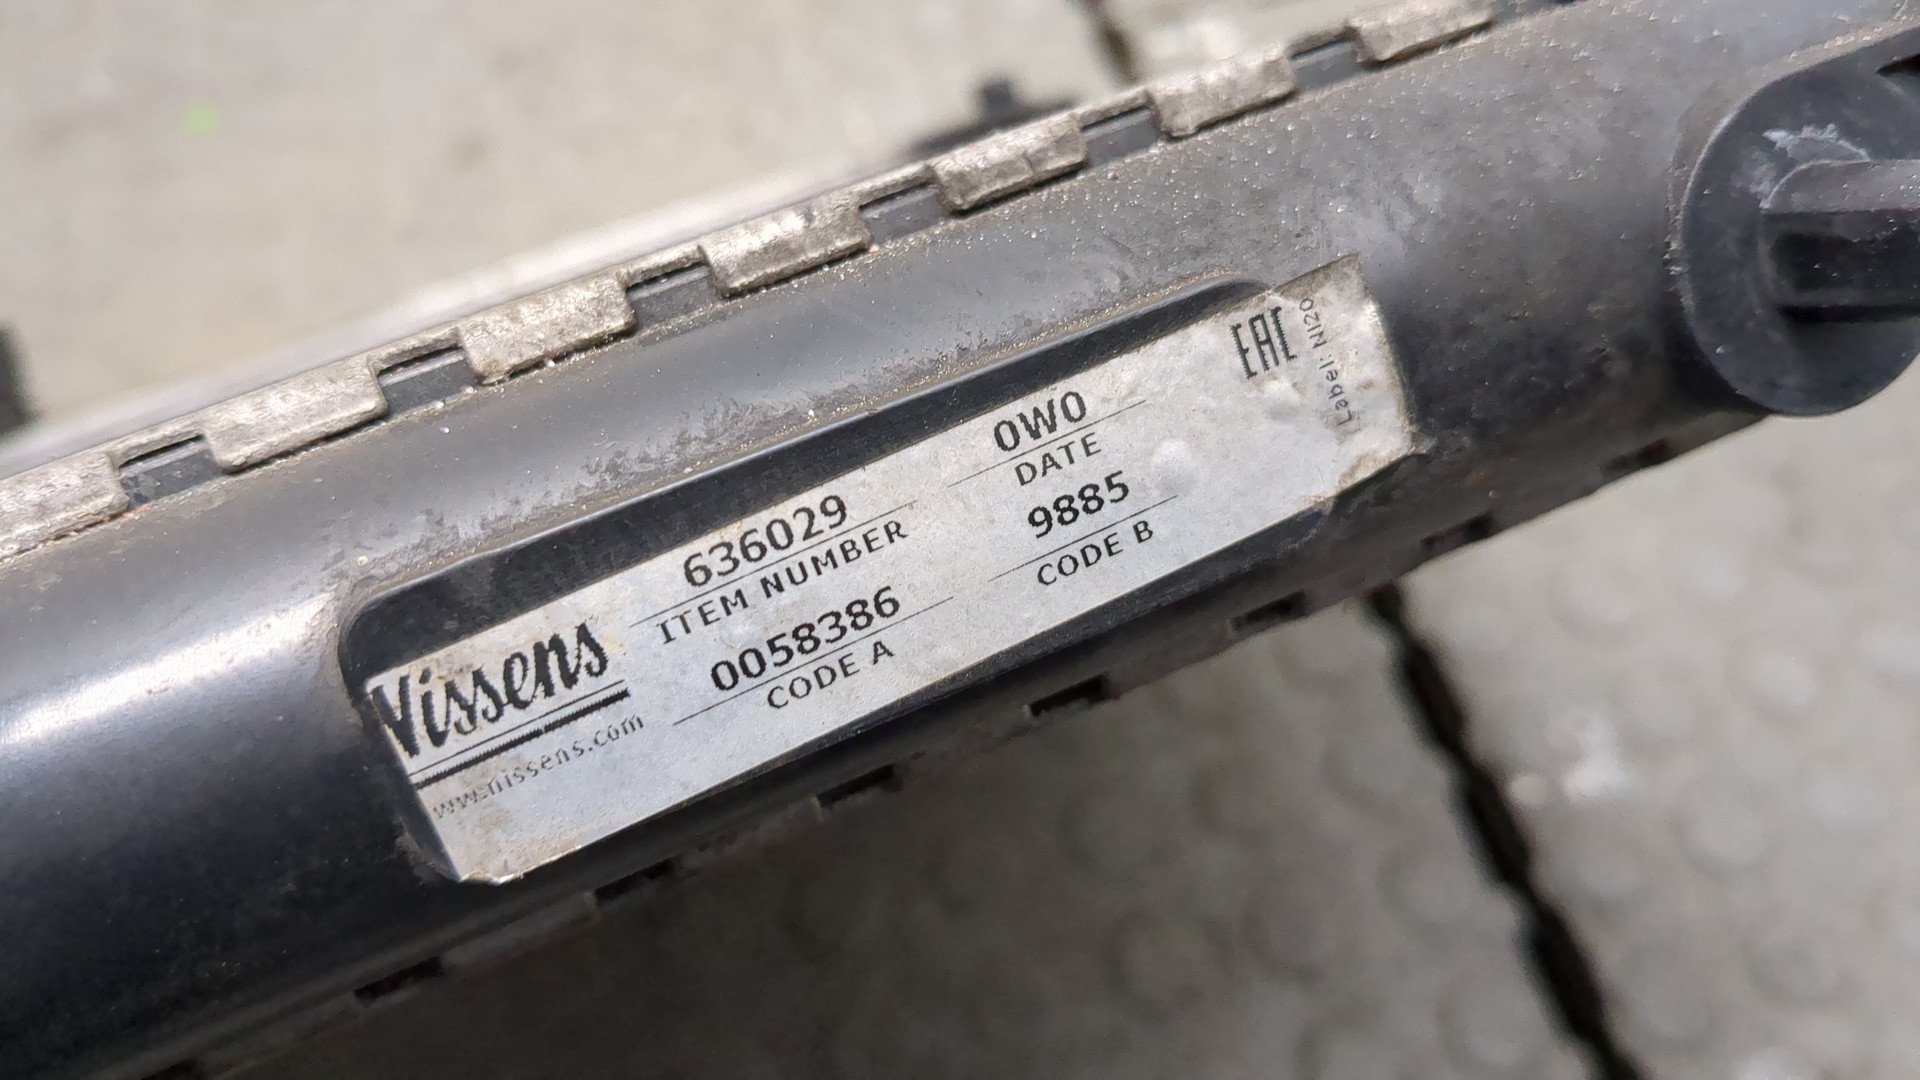 Nissens
www.nissens.com
636029
ITEM NUMBER
0058386
CODE A
0W0
DATE
9885
CODE B
EAC
Label: NI20